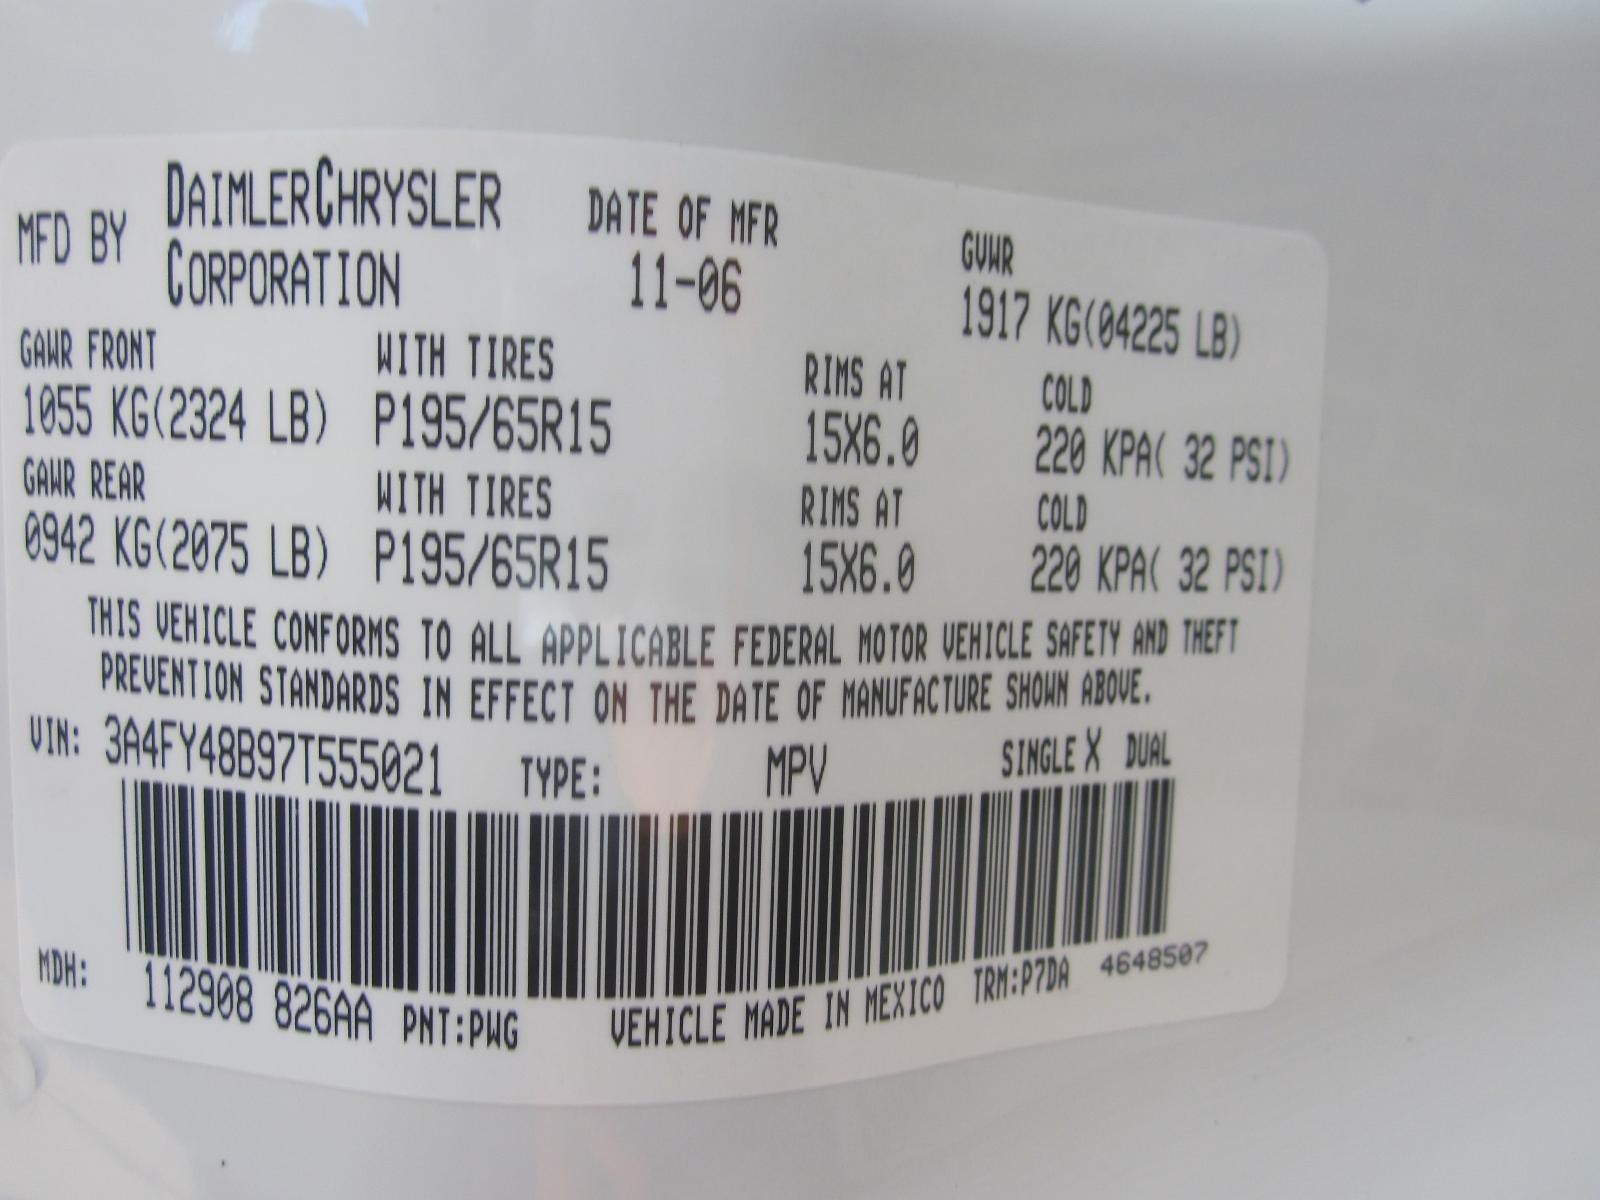 MFD BY DAIMLERCHRYSLER CORPORATION DATE OF MFR 11-06 GVWR 1917 KG(04225 LB)
GAWR FRONT WITH TIRES RIMS AT COLD
1055 KG(2324 LB) P195/65R15 15X6.0 220 KPA( 32 PSI)
GAWR REAR WITH TIRES RIMS AT COLD
0942 KG(2075 LB) P195/65R15 15X6.0 220 KPA( 32 PSI)
THIS VEHICLE CONFORMS TO ALL APPLICABLE FEDERAL MOTOR VEHICLE SAFETY AND THEFT
PREVENTION STANDARDS IN EFFECT ON THE DATE OF MANUFACTURE SHOWN ABOVE.
VIN: 3A4FY48B97T555021 TYPE: MPV SINGLE X DUAL
MDH: 112908 826AA PNT:PWG VEHICLE MADE IN MEXICO TRM:P7DA 4648507